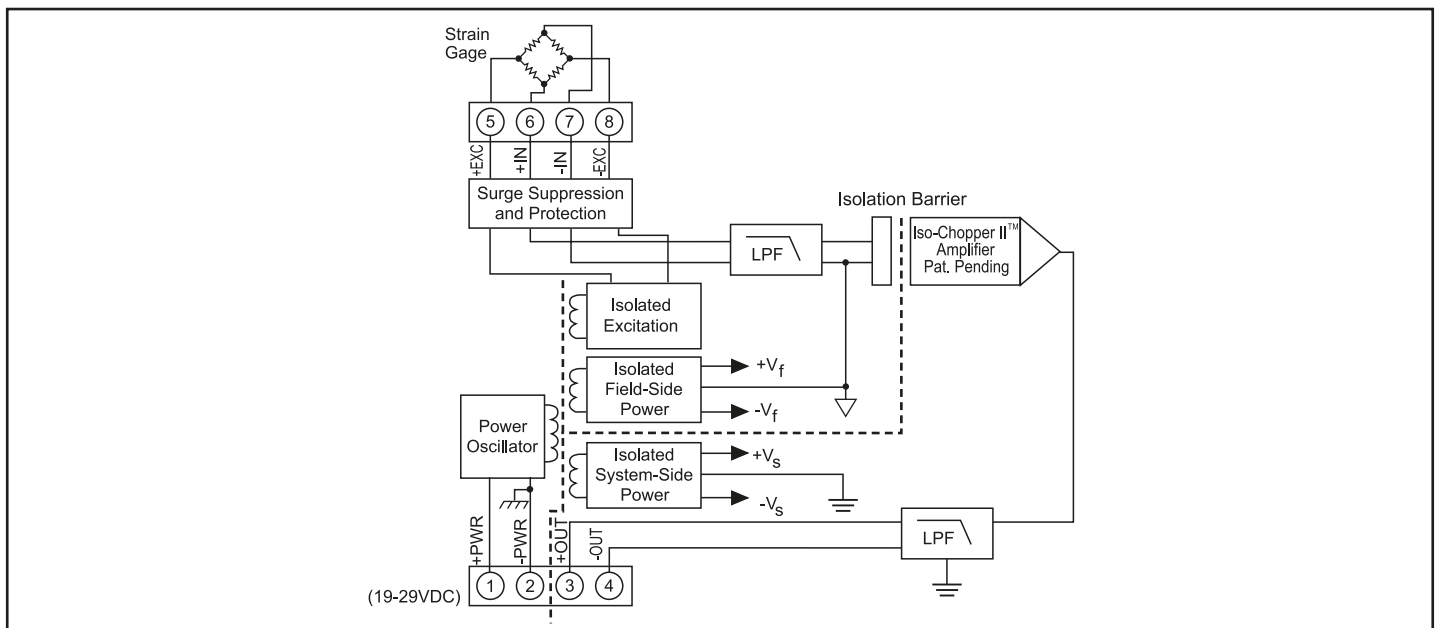 Strain
Gage
5 6 7 8
+EXC
+IN
-IN
-EXC
Surge Suppression
and Protection
Isolation Barrier
LPF
Iso-Chopper II™
Amplifier
Pat. Pending
Isolated
Excitation
Isolated
Field-Side
Power
+Vf
-Vf
Power
Oscillator
Isolated
System-Side
Power
+Vs
-Vs
+PWR
-PWR
+OUT
-OUT
LPF
(19-29VDC)
1 2 3 4